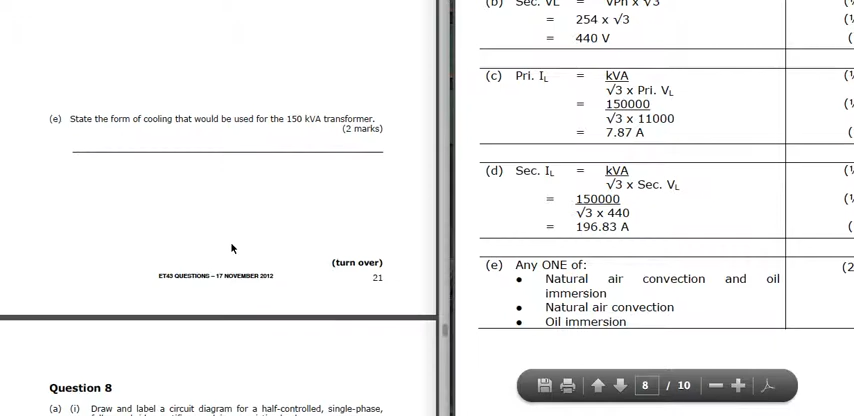 (e) State the form of cooling that would be used for the 150 kVA transformer.
(2 marks)
(turn over)
ET43 QUESTIONS – 17 NOVEMBER 2012
21
Question 8
(a) (i) Draw and label a circuit diagram for a half-controlled, single-phase,
(b) Sec. VL = VPh x √3
= 254 x √3
= 440 V
(c) Pri. IL = kVA
√3 x Pri. VL
= 150000
√3 x 11000
= 7.87 A
(d) Sec. IL = kVA
√3 x Sec. VL
= 150000
√3 x 440
= 196.83 A
(e) Any ONE of: (2
• Natural air convection and oil
immersion
• Natural air convection
• Oil immersion
8 / 10